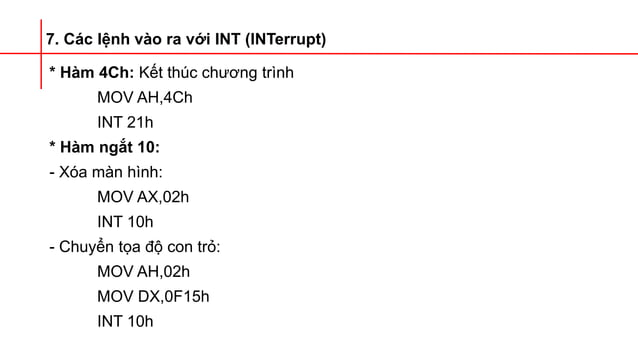 7. Các lệnh vào ra với INT (INTerrupt)
* Hàm 4Ch: Kết thúc chương trình
MOV AH,4Ch
INT 21h
* Hàm ngắt 10:
- Xóa màn hình:
MOV AX,02h
INT 10h
- Chuyển tọa độ con trỏ:
MOV AH,02h
MOV DX,0F15h
INT 10h